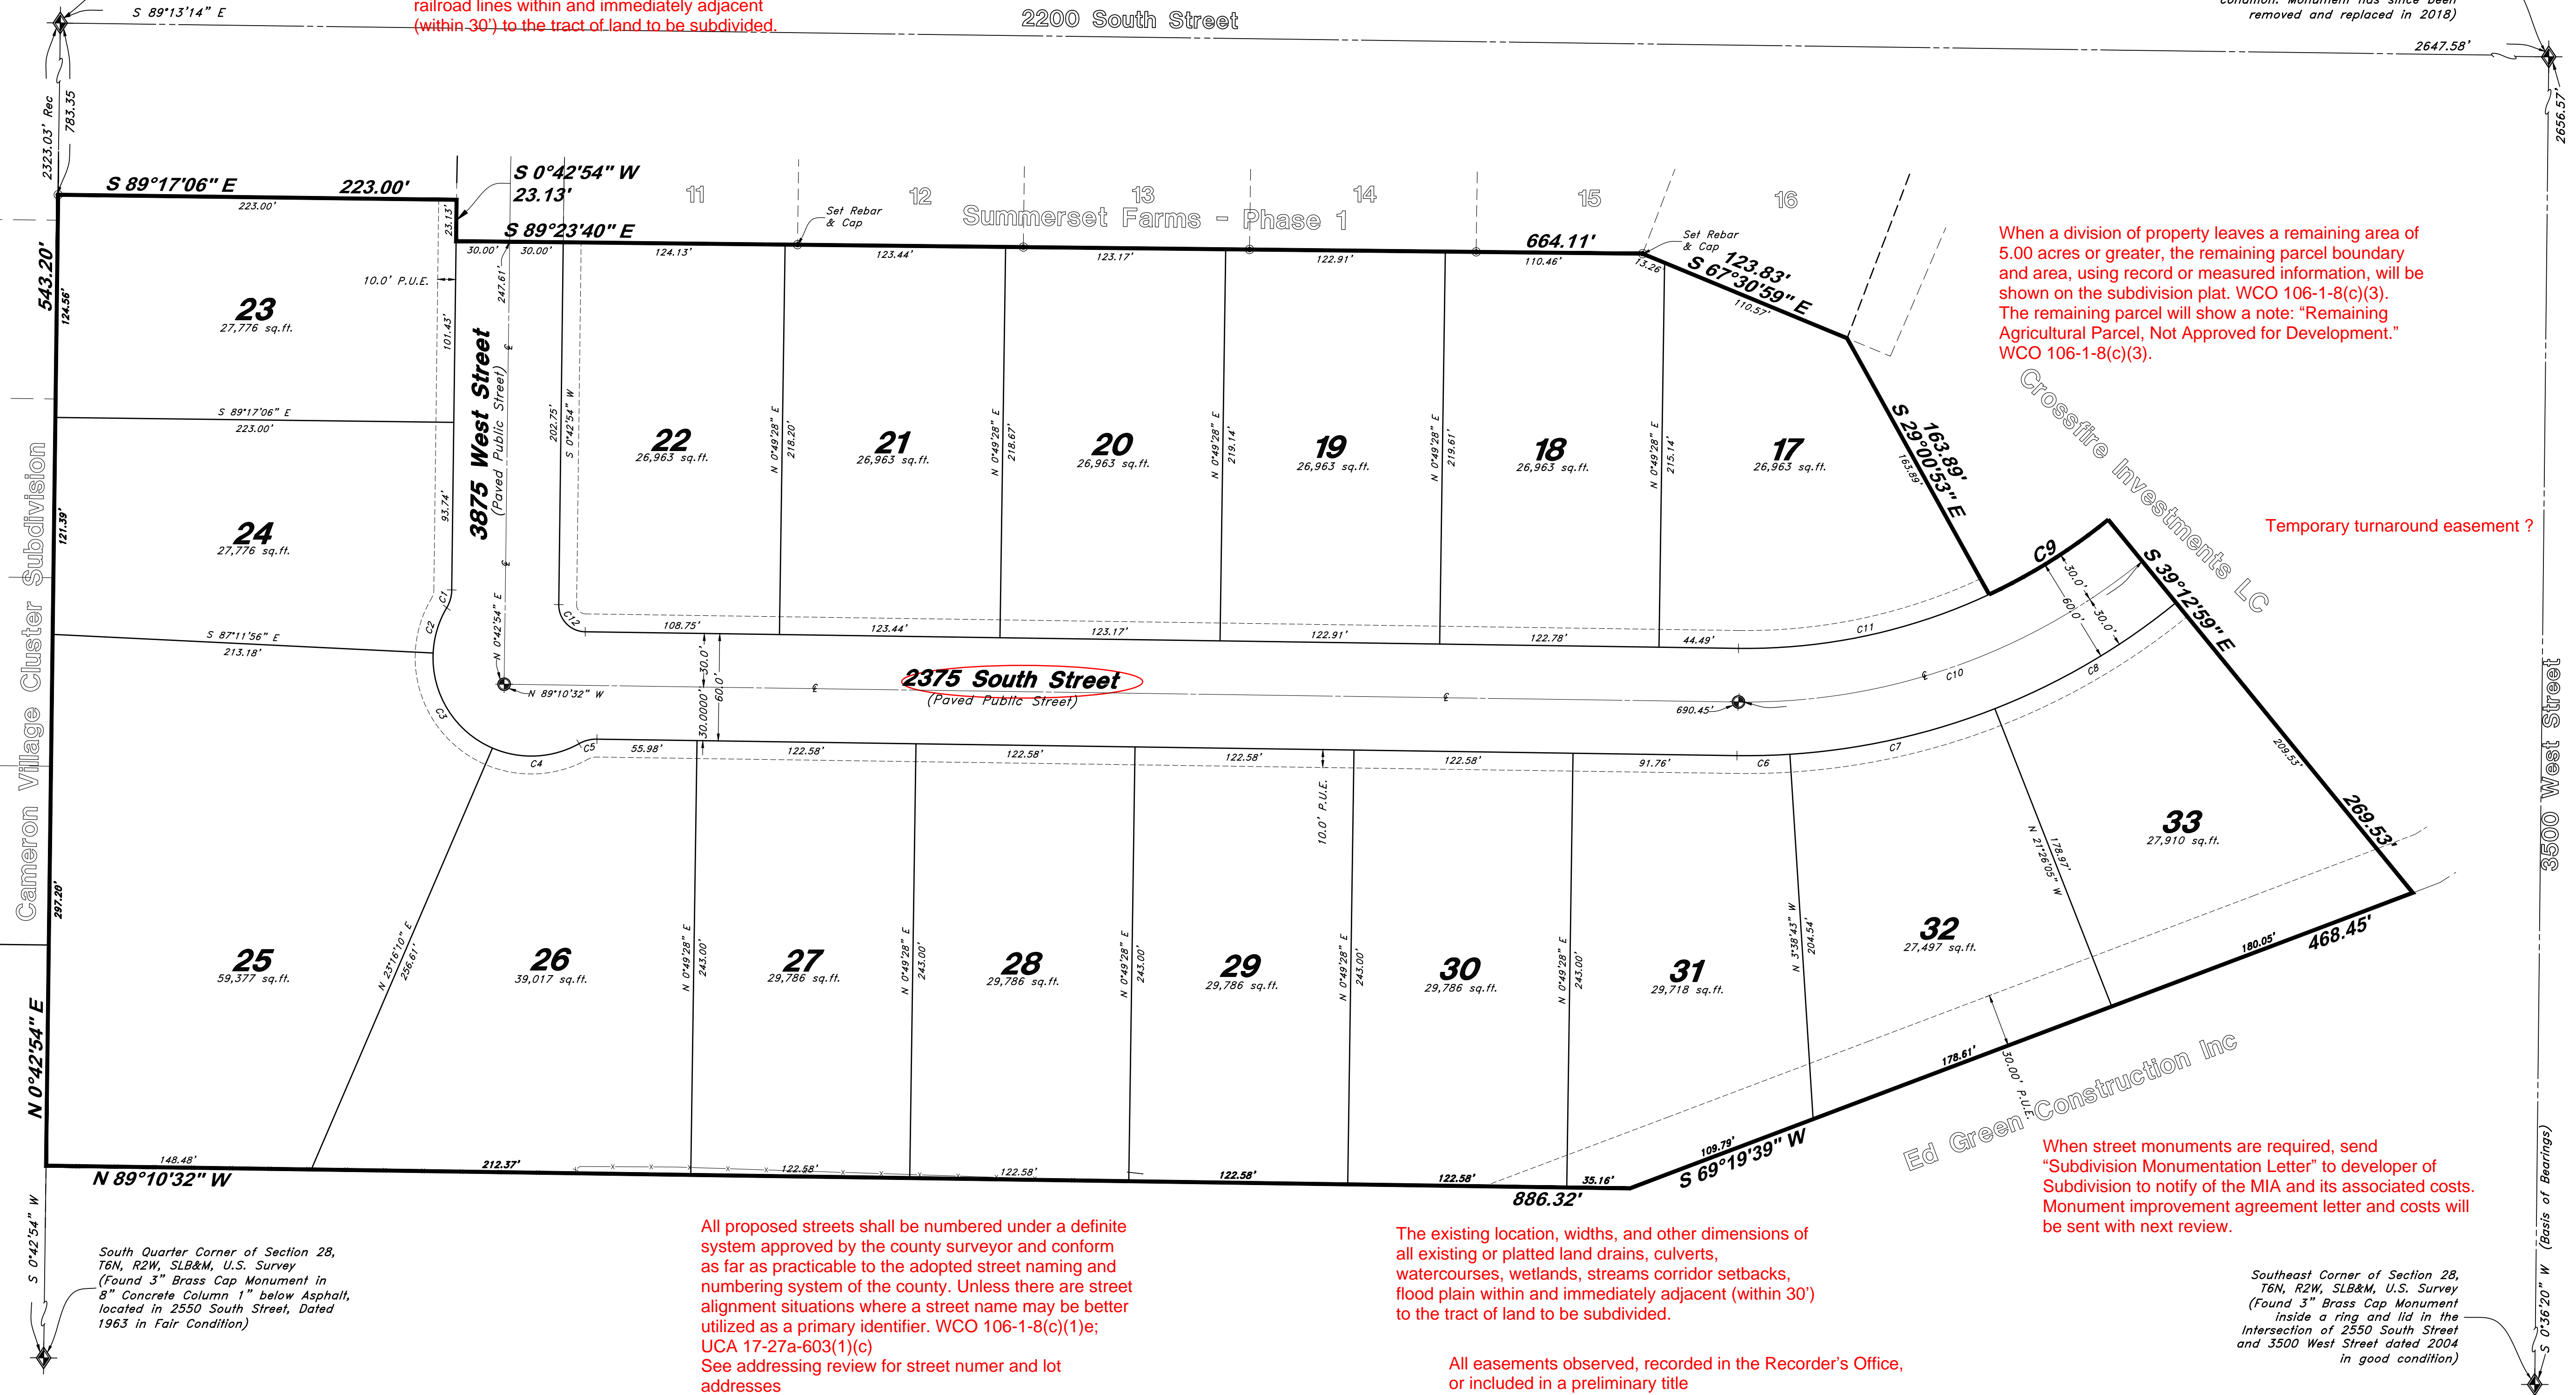 S 89°13'14" E
railroad lines within and immediately adjacent
(within 30') to the tract of land to be subdivided.
2200 South Street
removed and replaced in 2018)
2647.58'
2323.03' Rec
783.35
2656.57'
S 89°17'06" E
223.00'
223.00'
S 0°42'54" W
23.13'
23.13'
S 89°23'40" E
30.00'
30.00'
11
12
13
14
15
16
Summerset Farms - Phase 1
Set Rebar
& Cap
124.13'
123.44'
123.17'
122.91'
110.46'
664.11'
Set Rebar
& Cap
13.26
123.83'
S 67°30'59" E
110.57'
When a division of property leaves a remaining area of
5.00 acres or greater, the remaining parcel boundary
and area, using record or measured information, will be
shown on the subdivision plat. WCO 106-1-8(c)(3).
The remaining parcel will show a note: “Remaining
Agricultural Parcel, Not Approved for Development.”
WCO 106-1-8(c)(3).
543.20'
124.56'
10.0' P.U.E.
247.61'
23
27,776 sq.ft.
101.43'
3875 West Street
(Paved Public Street)
℄
S 89°17'06" E
223.00'
202.75'
S 0°42'54" W
22
26,963 sq.ft.
N 0°49'28" E
218.20'
21
26,963 sq.ft.
N 0°49'28" E
218.67'
20
26,963 sq.ft.
N 0°49'28" E
219.14'
19
26,963 sq.ft.
N 0°49'28" E
219.61'
18
26,963 sq.ft.
N 0°49'28" E
215.14'
17
26,963 sq.ft.
163.89'
S 29°00'53" E
163.89'
Crossfire Investments LC
Temporary turnaround easement ?
Cameron Village Cluster Subdivision
121.39'
24
27,776 sq.ft.
93.74'
℄
C1
C2
N 0°42'54" E
C12
C9
30.0'
60.0'
30.0'
S 39°12'59" E
S 87°11'56" E
213.18'
108.75'
123.44'
123.17'
122.91'
122.78'
44.49'
C11
30.0'
60.0'
30.0000'
N 89°10'32" W
℄
2375 South Street
(Paved Public Street)
℄
690.45'
℄
C10
C8
3500 West Street
C3
C4
C5
55.98'
122.58'
122.58'
122.58'
122.58'
91.76'
C6
C7
209.53'
269.53'
10.0' P.U.E.
33
27,910 sq.ft.
N 21°26'05" W
178.97'
297.20'
25
59,377 sq.ft.
N 23°16'10" E
256.61'
26
39,017 sq.ft.
N 0°49'28" E
243.00'
27
29,786 sq.ft.
N 0°49'28" E
243.00'
28
29,786 sq.ft.
N 0°49'28" E
243.00'
29
29,786 sq.ft.
N 0°49'28" E
243.00'
30
29,786 sq.ft.
N 0°49'28" E
243.00'
31
29,718 sq.ft.
N 3°38'43" W
204.54'
32
27,497 sq.ft.
180.05'
468.45'
178.61'
30.00' P.U.E.
Ed Green Construction Inc
109.79'
S 69°19'39" W
N 0°42'54" E
148.48'
N 89°10'32" W
212.37'
122.58'
122.58'
122.58'
122.58'
35.16'
886.32'
When street monuments are required, send
“Subdivision Monumentation Letter” to developer of
Subdivision to notify of the MIA and its associated costs.
Monument improvement agreement letter and costs will
be sent with next review.
S 0°42'54" W
South Quarter Corner of Section 28,
T6N, R2W, SLB&M, U.S. Survey
(Found 3" Brass Cap Monument in
8" Concrete Column 1" below Asphalt,
located in 2550 South Street, Dated
1963 in Fair Condition)
All proposed streets shall be numbered under a definite
system approved by the county surveyor and conform
as far as practicable to the adopted street naming and
numbering system of the county. Unless there are street
alignment situations where a street name may be better
utilized as a primary identifier. WCO 106-1-8(c)(1)e;
UCA 17-27a-603(1)(c)
See addressing review for street numer and lot
addresses
The existing location, widths, and other dimensions of
all existing or platted land drains, culverts,
watercourses, wetlands, streams corridor setbacks,
flood plain within and immediately adjacent (within 30')
to the tract of land to be subdivided.
All easements observed, recorded in the Recorder’s Office,
or included in a preliminary title
Southeast Corner of Section 28,
T6N, R2W, SLB&M, U.S. Survey
(Found 3" Brass Cap Monument
inside a ring and lid in the
Intersection of 2550 South Street
and 3500 West Street dated 2004
in good condition)
S 0°36'20" W (Basis of Bearings)